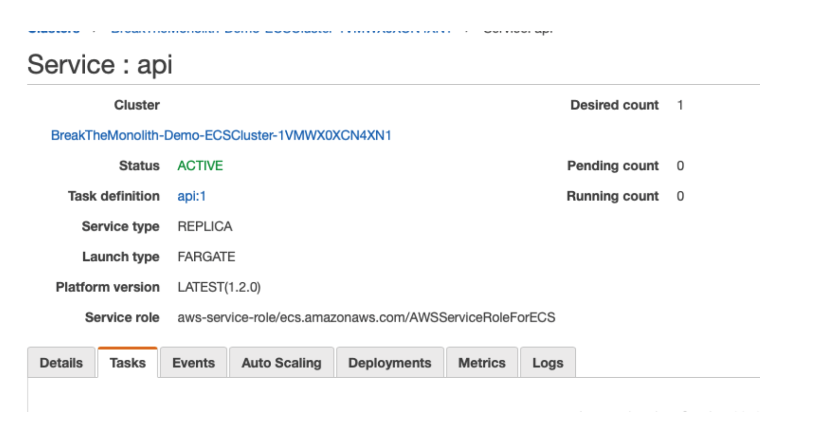 Service : api
Cluster
Desired count 1
BreakTheMonolith-Demo-ECSCluster-1VMWX0XCN4XN1
Status ACTIVE
Pending count 0
Task definition api:1
Running count 0
Service type REPLICA
Launch type FARGATE
Platform version LATEST(1.2.0)
Service role aws-service-role/ecs.amazonaws.com/AWSServiceRoleForECS
Details Tasks Events Auto Scaling Deployments Metrics Logs